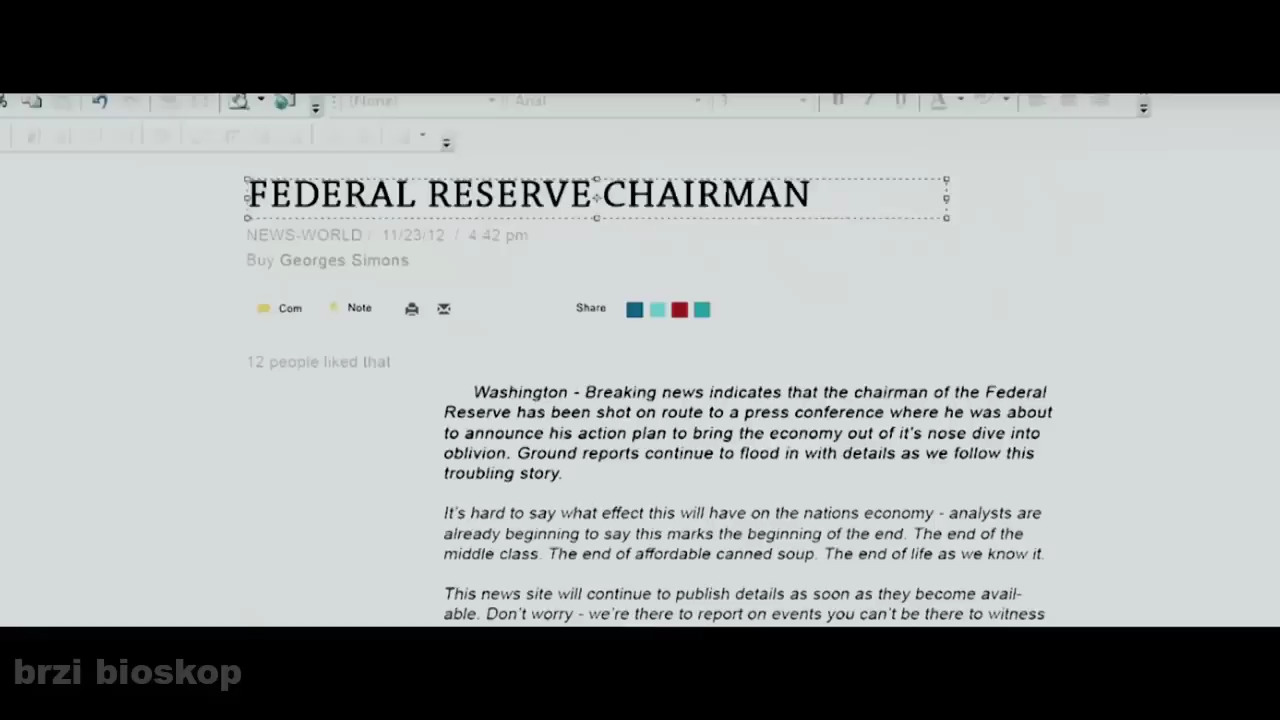 [None] Arial
FEDERAL RESERVE CHAIRMAN
NEWS-WORLD / 11/23/12 / 4:42 pm
Buy Georges Simons
Com Note Share
12 people liked that
Washington - Breaking news indicates that the chairman of the Federal
Reserve has been shot on route to a press conference where he was about
to announce his action plan to bring the economy out of it's nose dive into
oblivion. Ground reports continue to flood in with details as we follow this
troubling story.
It's hard to say what effect this will have on the nations economy - analysts are
already beginning to say this marks the beginning of the end. The end of the
middle class. The end of affordable canned soup. The end of life as we know it.
This news site will continue to publish details as soon as they become avail-
able. Don't worry - we're there to report on events you can't be there to witness
brzi bioskop